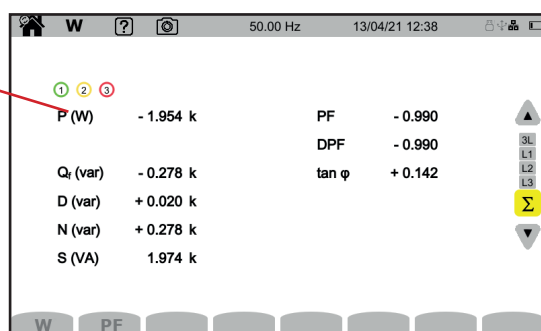 W ? 50.00 Hz 13/04/21 12:38
1 2 3
P (W) - 1.954 k PF - 0.990
DPF - 0.990
Qf (var) - 0.278 k tan φ + 0.142
D (var) + 0.020 k
N (var) + 0.278 k
S (VA) 1.974 k
3L
L1
L2
L3
Σ
W PF